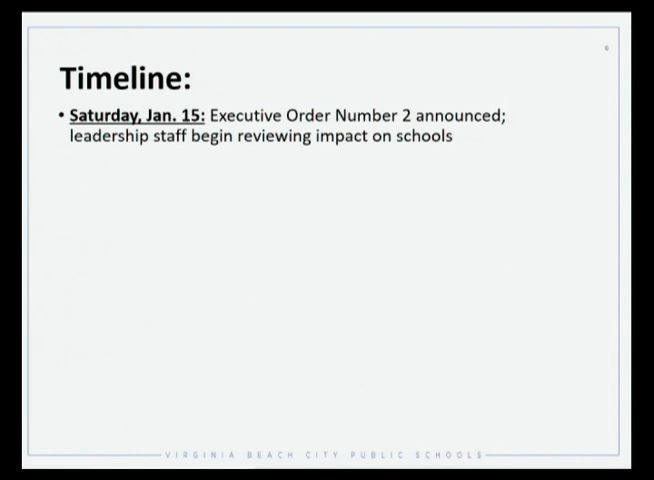 6
Timeline:
• Saturday, Jan. 15: Executive Order Number 2 announced;
leadership staff begin reviewing impact on schools
VIRGINIA BEACH CITY PUBLIC SCHOOLS